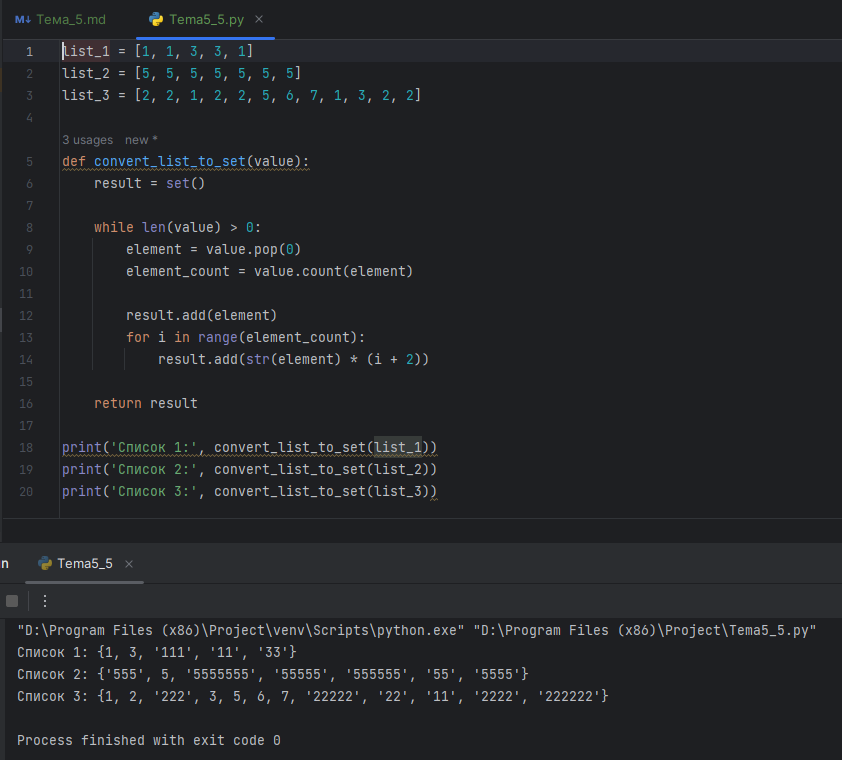 M↓ Тема_5.md Tema5_5.py ×
1 list_1 = [1, 1, 3, 3, 1]
2 list_2 = [5, 5, 5, 5, 5, 5, 5]
3 list_3 = [2, 2, 1, 2, 2, 5, 6, 7, 1, 3, 2, 2]
4
3 usages new *
5 def convert_list_to_set(value):
6 result = set()
7
8 while len(value) > 0:
9 element = value.pop(0)
10 element_count = value.count(element)
11
12 result.add(element)
13 for i in range(element_count):
14 result.add(str(element) * (i + 2))
15
16 return result
17
18 print('Список 1:', convert_list_to_set(list_1))
19 print('Список 2:', convert_list_to_set(list_2))
20 print('Список 3:', convert_list_to_set(list_3))
n Tema5_5 ×
"D:\Program Files (x86)\Project\venv\Scripts\python.exe" "D:\Program Files (x86)\Project\Tema5_5.py"
Список 1: {1, 3, '111', '11', '33'}
Список 2: {'555', 5, '5555555', '55555', '555555', '55', '5555'}
Список 3: {1, 2, '222', 3, 5, 6, 7, '22222', '22', '11', '2222', '222222'}
Process finished with exit code 0